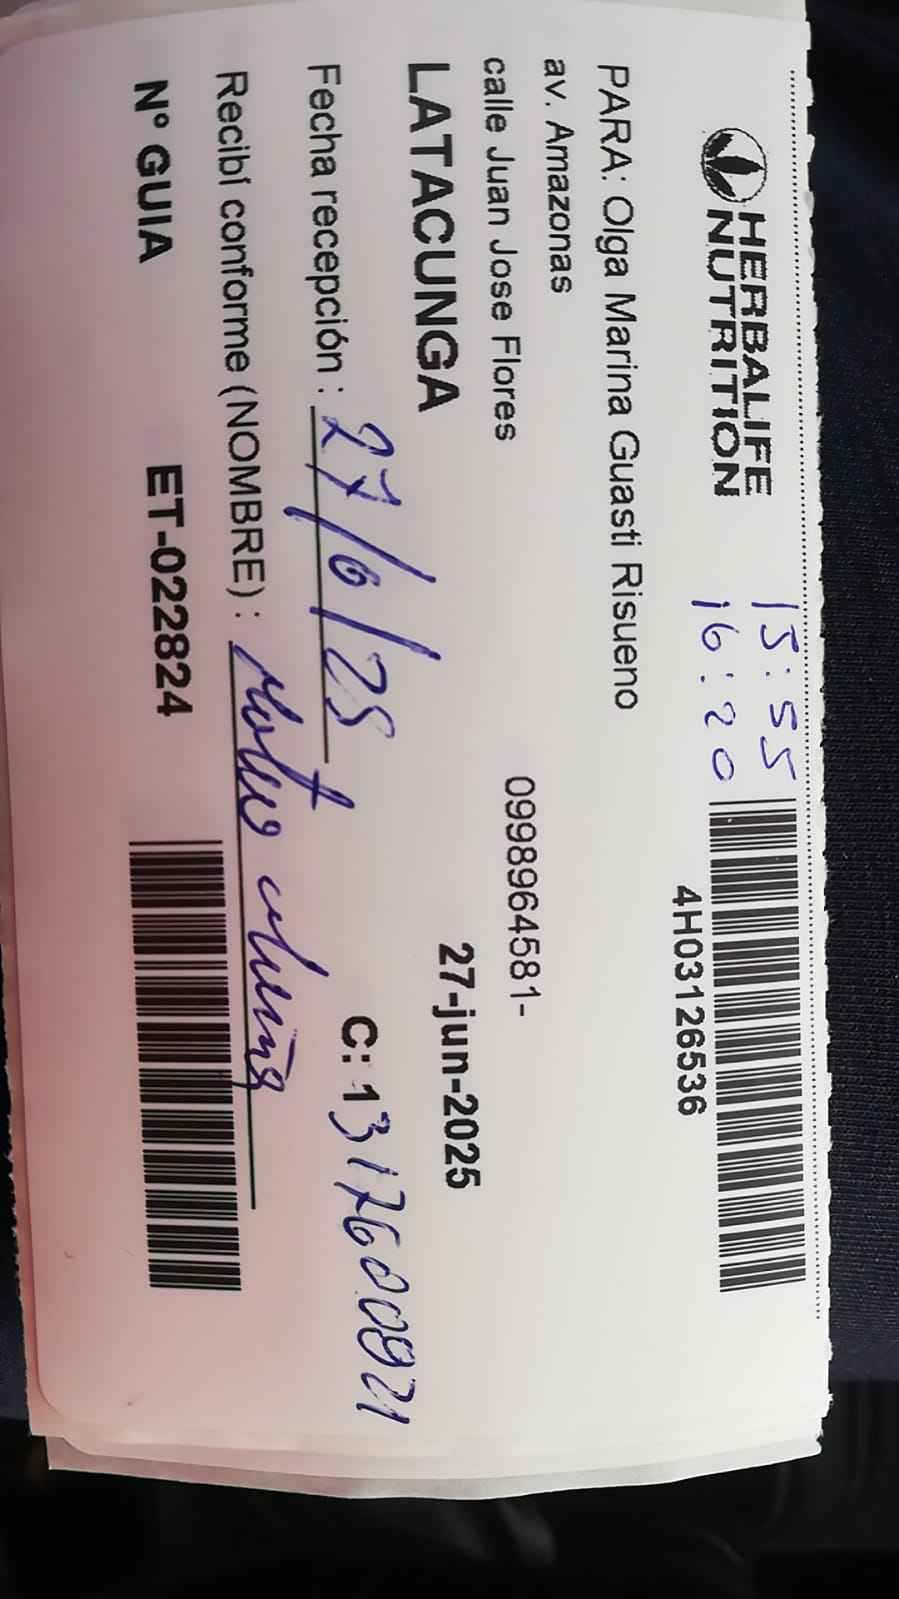 HERBALIFE
NUTRITION
15:55
16:20
4H03126536
PARA: Olga Marina Guasti Risueno
av. Amazonas
calle Juan Jose Flores
0998964581-
LATACUNGA
27-jun-2025
Fecha recepción : 27/6/25
C: 1317600921
Recibí conforme (NOMBRE) :
Nº GUIA
ET-022824